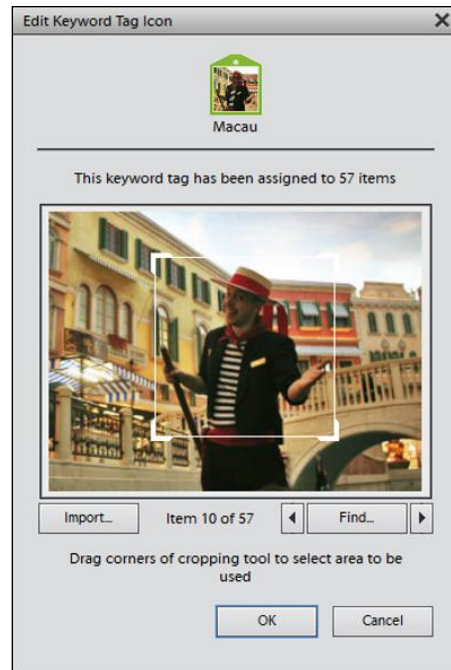 Edit Keyword Tag Icon
Macau
This keyword tag has been assigned to 57 items
Import...
Item 10 of 57
Find...
Drag corners of cropping tool to select area to be
used
OK
Cancel